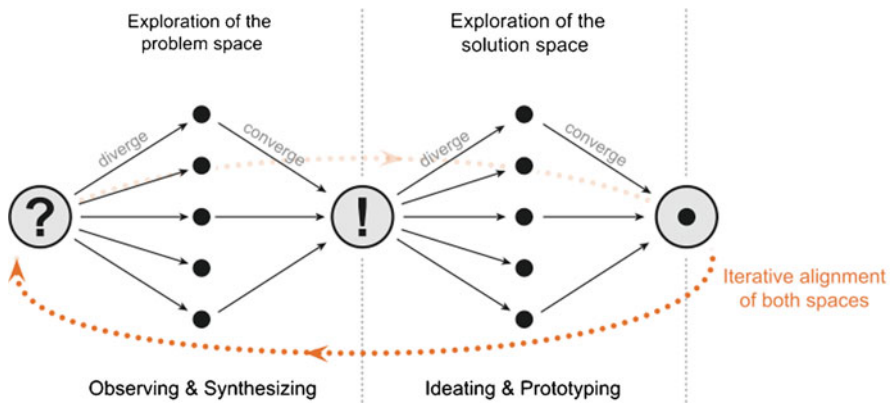 Exploration of the
problem space
Exploration of the
solution space
diverge
converge
diverge
converge
?
!
Iterative alignment
of both spaces
Observing & Synthesizing
Ideating & Prototyping